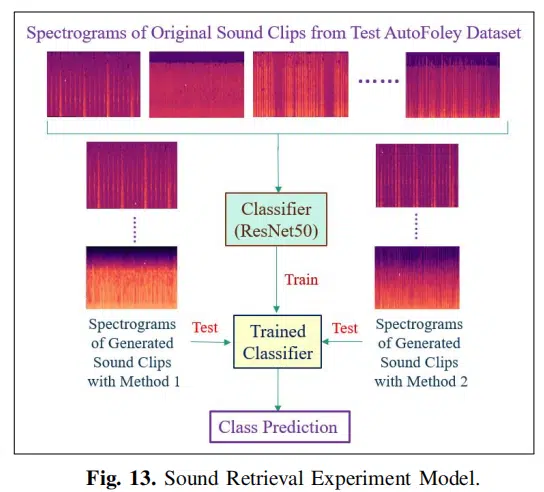 Spectrograms of Original Sound Clips from Test AutoFoley Dataset
Classifier
(ResNet50)
Train
Spectrograms
of Generated
Sound Clips
with Method 1
Test
Trained
Classifier
Test
Spectrograms
of Generated
Sound Clips
with Method 2
Class Prediction
Fig. 13. Sound Retrieval Experiment Model.